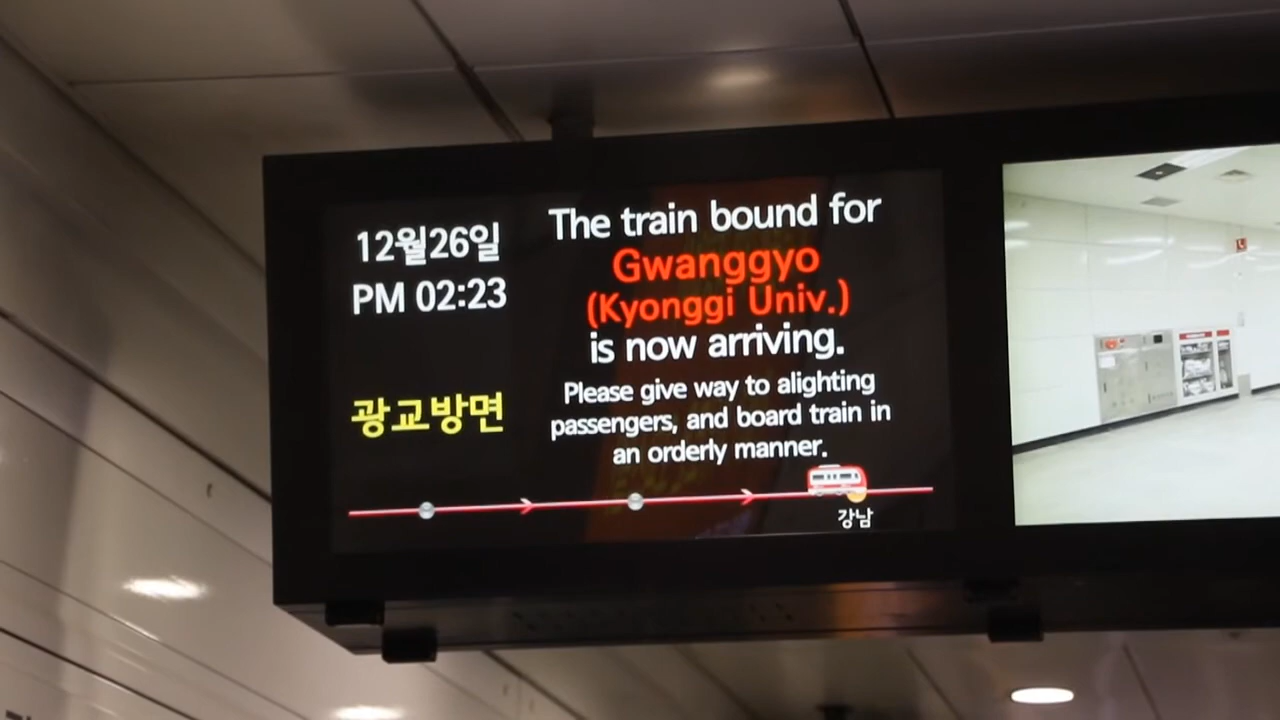 12월26일
PM 02:23
광교방면
The train bound for
Gwanggyo
(Kyonggi Univ.)
is now arriving.
Please give way to alighting
passengers, and board train in
an orderly manner.
강남